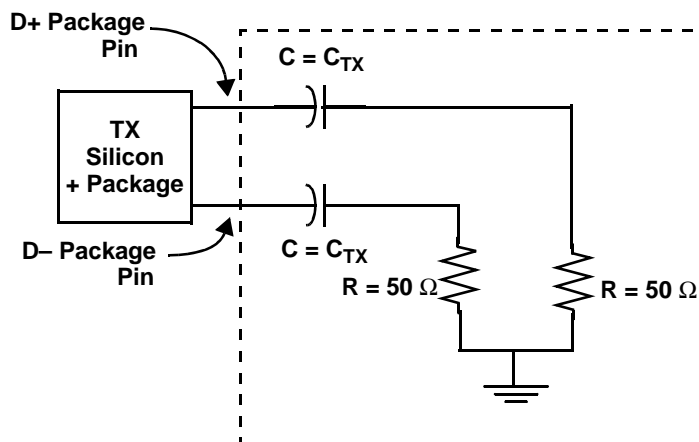 D+ Package
Pin
C = CTX
TX
Silicon
+ Package
D– Package
Pin
C = CTX
R = 50 Ω
R = 50 Ω